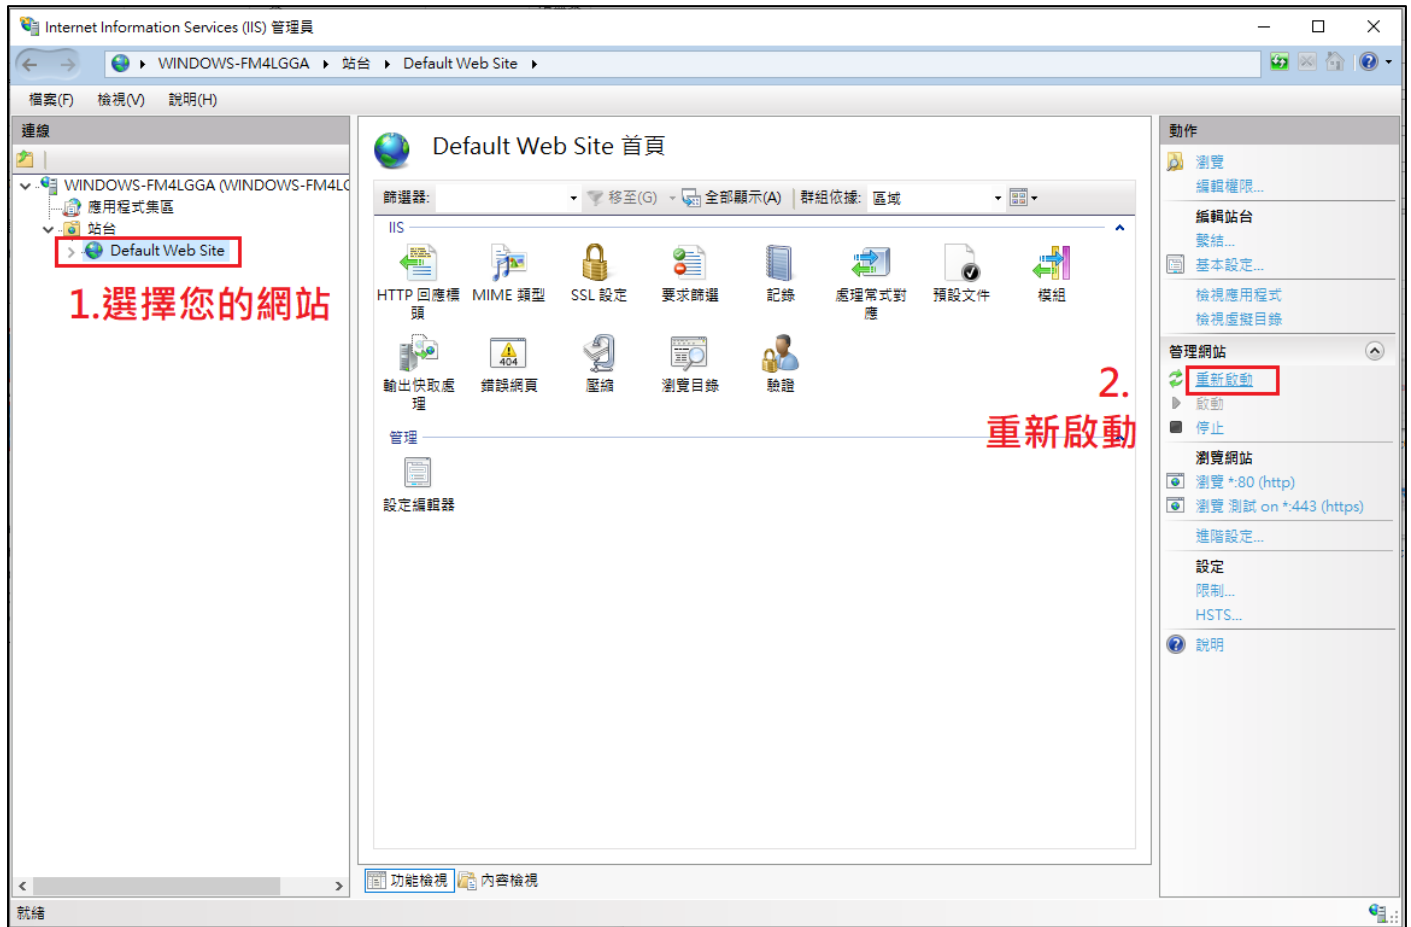 Internet Information Services (IIS) 管理員
WINDOWS-FM4LGGA 站台 Default Web Site
檔案(F) 檢視(V) 說明(H)
連線
WINDOWS-FM4LGGA (WINDOWS-FM4LG
應用程式集區
站台
Default Web Site
1.選擇您的網站
Default Web Site 首頁
篩選器: 移至(G) 全部顯示(A) 群組依據: 區域
IIS
HTTP 回應標頭
MIME 類型
SSL 設定
要求篩選
記錄
處理常式對應
預設文件
模組
輸出快取處理
404
錯誤網頁
壓縮
瀏覽目錄
驗證
管理
設定編輯器
2.
重新啟動
功能檢視 內容檢視
動作
瀏覽
編輯權限...
編輯站台
繫結...
基本設定...
檢視應用程式
檢視虛擬目錄
管理網站
重新啟動
啟動
停止
瀏覽網站
瀏覽 *:80 (http)
瀏覽 測試 on *:443 (https)
進階設定...
設定
限制...
HSTS...
說明
就緒